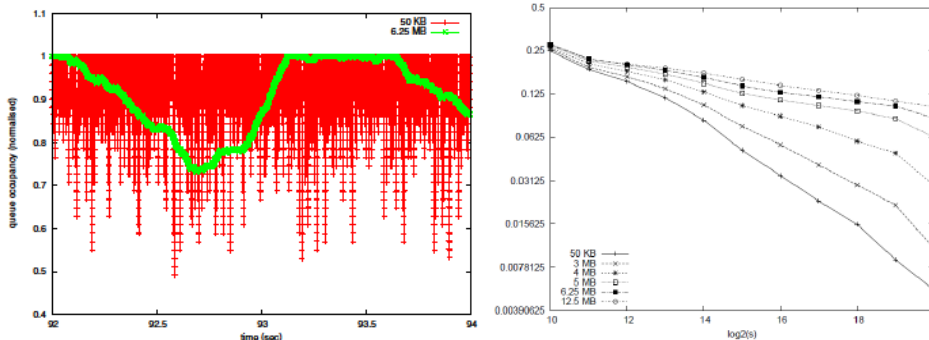 1.1
1
0.9
0.8
0.7
0.6
0.5
0.4
queue occupancy (normalised)
50 KB
6.25 MB
92
92.5
93
93.5
94
time (sec)
0.5
0.25
0.125
0.0625
0.03125
0.015625
0.0078125
0.00390625
50 KB
3 MB
4 MB
5 MB
6.25 MB
12.5 MB
10
12
14
16
18
log2(s)